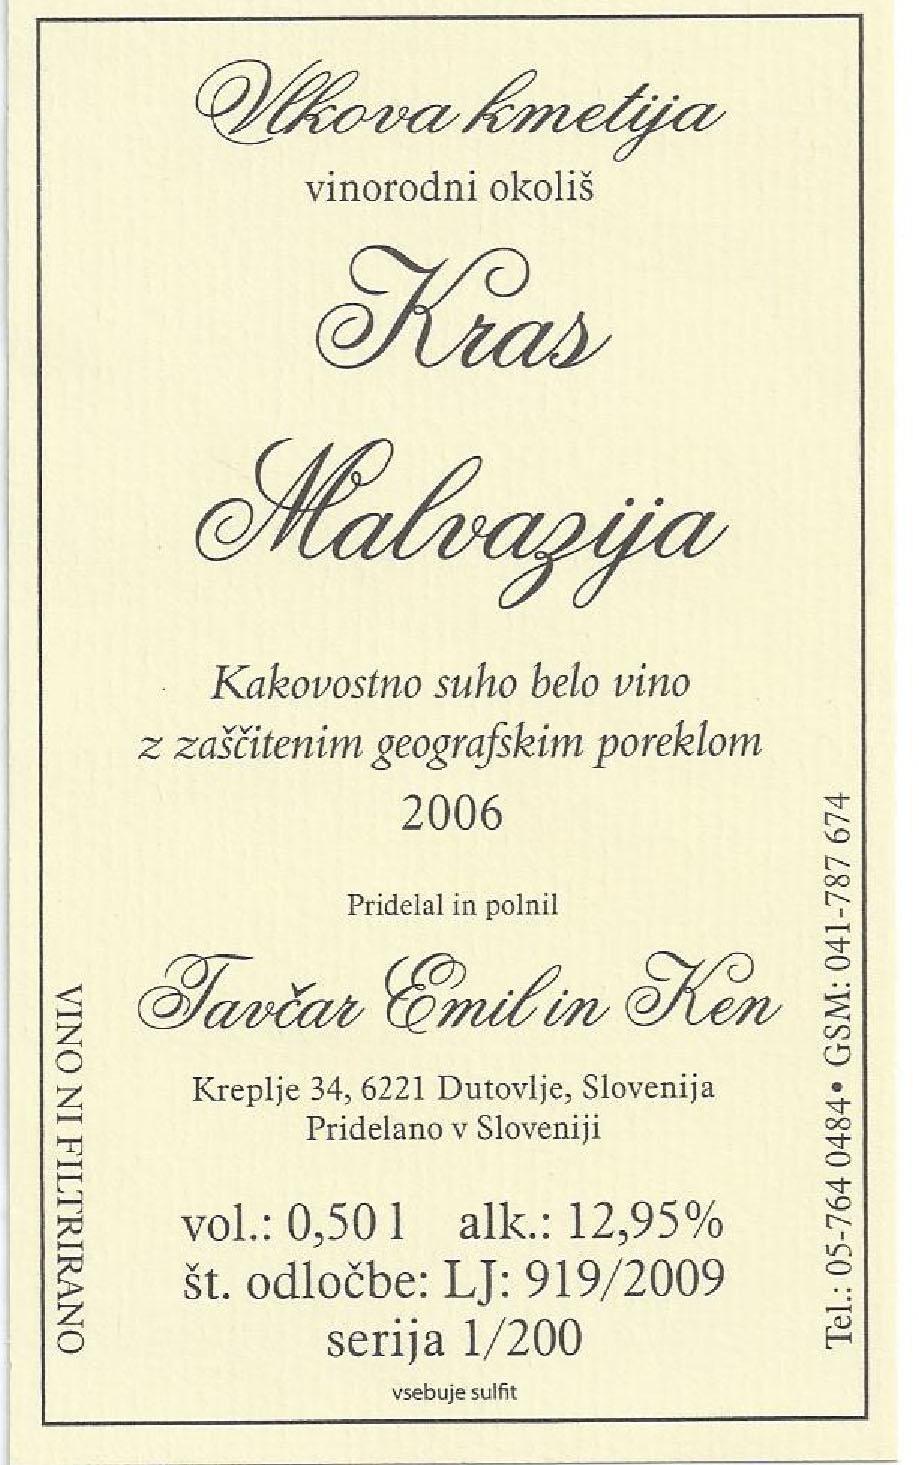 Vlkova kmetija
vinorodni okoliš
Kras
Malvazija
Kakovostno suho belo vino
z zaščitenim geografskim poreklom
2006
Pridelal in polnil
Tavčar Emil in Ken
Kreplje 34, 6221 Dutovlje, Slovenija
Pridelano v Sloveniji
vol.: 0,50 l alk.: 12,95%
št. odločbe: LJ: 919/2009
serija 1/200
vsebuje sulfit
VINO NI FILTRIRANO
Tel.: 05-764 0484• GSM: 041-787 674